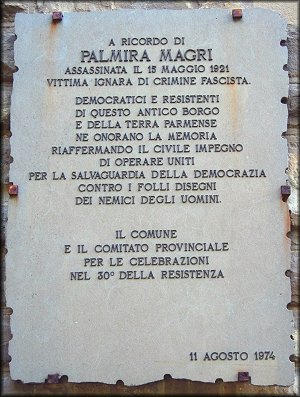 A RICORDO DI
PALMIRA MAGRI
ASSASSINATA IL 15 MAGGIO 1921
VITTIMA IGNARA DI CRIMINE FASCISTA.
DEMOCRATICI E RESISTENTI
DI QUESTO ANTICO BORGO
E DELLA TERRA PARMENSE
NE ONORANO LA MEMORIA
RIAFFERMANDO IL CIVILE IMPEGNO
DI OPERARE UNITI
PER LA SALVAGUARDIA DELLA DEMOCRAZIA
CONTRO I FOLLI DISEGNI
DEI NEMICI DEGLI UOMINI.
IL COMUNE
E IL COMITATO PROVINCIALE
PER LE CELEBRAZIONI
NEL 30° DELLA RESISTENZA
11 AGOSTO 1974